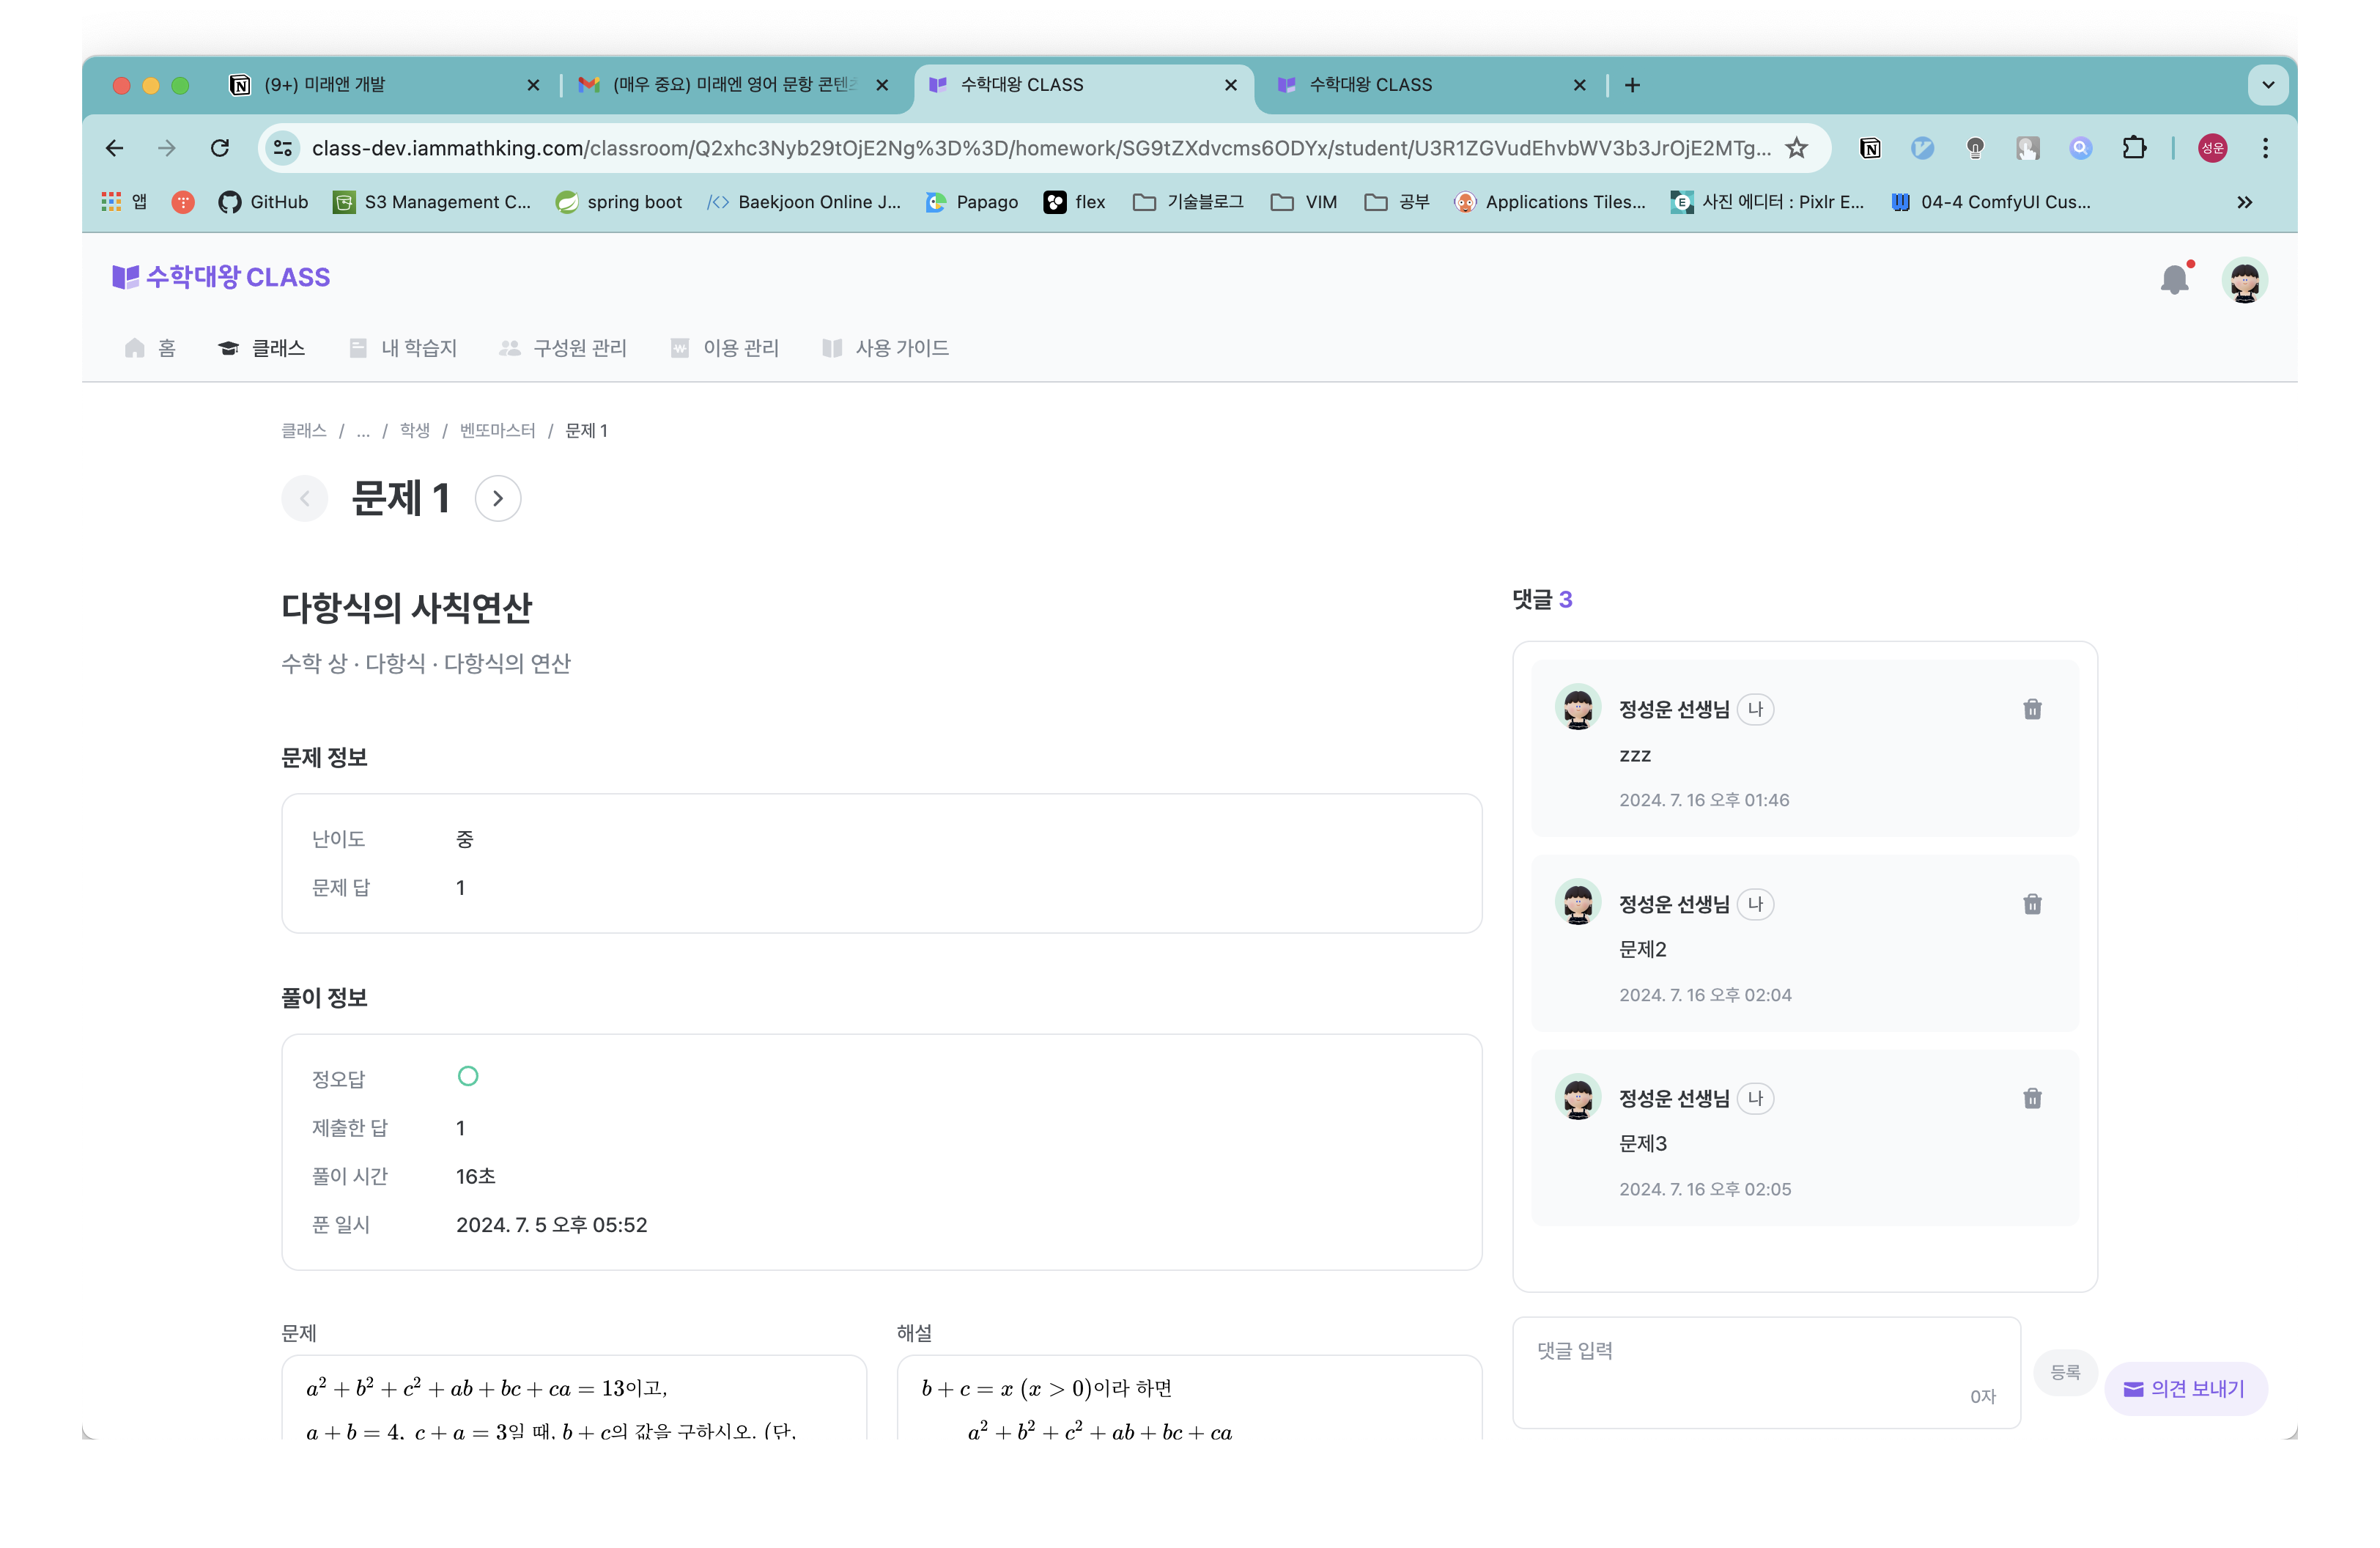 (9+) 미래앤 개발
(매우 중요) 미래엔 영어 문항 콘텐츠
수학대왕 CLASS
수학대왕 CLASS
class-dev.iammathking.com/classroom/Q2xhc3Nyb29tOjE2Ng%3D%3D/homework/SG9tZXdvcms6ODYx/student/U3R1ZGVudEhvbWV3b3JrOjE2MTg...
성운
앱
GitHub
S3 Management C...
spring boot
Baekjoon Online J...
Papago
flex
기술블로그
VIM
공부
Applications Tiles...
사진 에디터 : Pixlr E...
04-4 ComfyUI Cus...
수학대왕 CLASS
홈
클래스
내 학습지
구성원 관리
이용 관리
사용 가이드
클래스 / ... / 학생 / 벤또마스터 / 문제 1
문제 1
다항식의 사칙연산
수학 상 · 다항식 · 다항식의 연산
문제 정보
난이도 중
문제 답 1
풀이 정보
정오답
제출한 답 1
풀이 시간 16초
푼 일시 2024. 7. 5 오후 05:52
문제
a² + b² + c² + ab + bc + ca = 13이고,
a + b = 4, c + a = 3일 때, b + c의 값을 구하시오. (단,
해설
b + c = x (x > 0)이라 하면
a² + b² + c² + ab + bc + ca
댓글 3
정성운 선생님 나
zzz
2024. 7. 16 오후 01:46
정성운 선생님 나
문제2
2024. 7. 16 오후 02:04
정성운 선생님 나
문제3
2024. 7. 16 오후 02:05
댓글 입력
0자
등록
의견 보내기